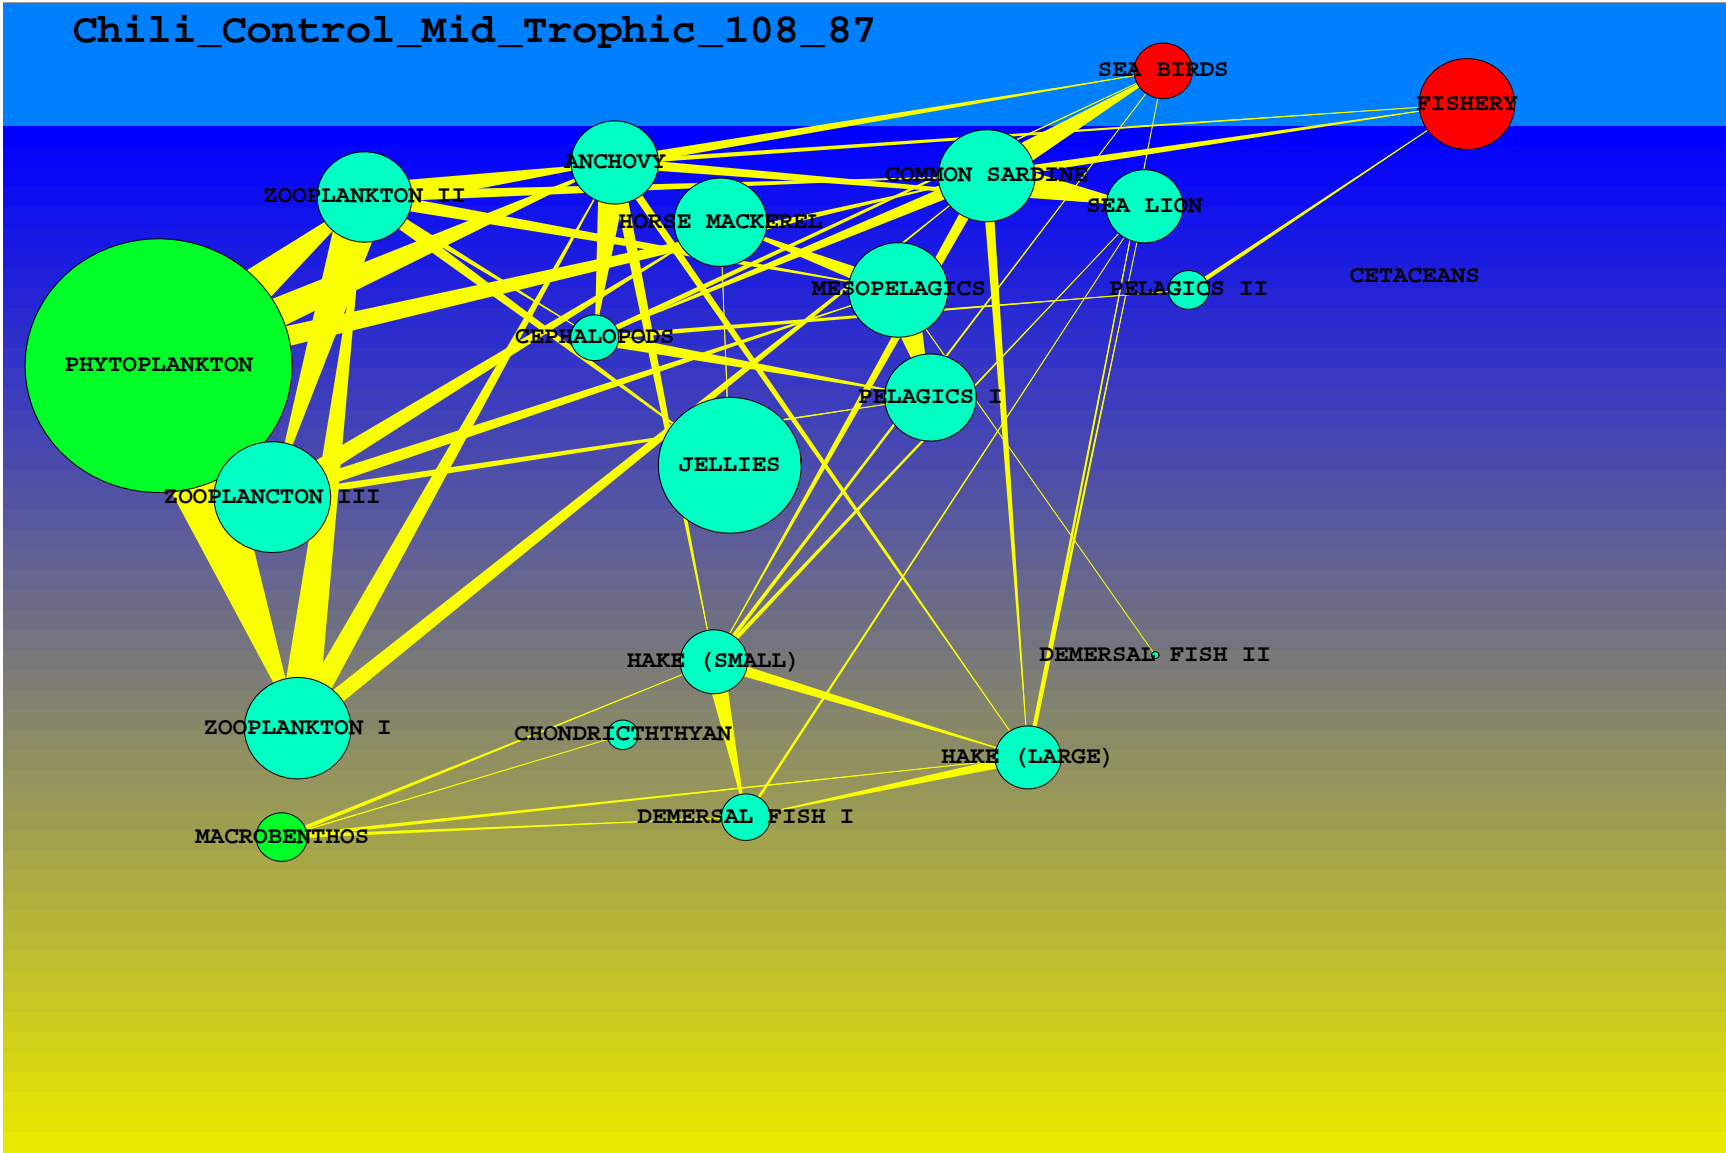 Chili_Control_Mid_Trophic_108_87
SEA BIRDS
FISHERY
ANCHOVY
COMMON SARDINE
ZOOPLANKTON II
SEA LION
HORSE MACKEREL
CETACEANS
MESOPELAGICS
PELAGICS II
CEPHALOPODS
PHYTOPLANKTON
PELAGICS I
JELLIES
ZOOPLANCTON III
HAKE (SMALL)
DEMERSAL FISH II
ZOOPLANKTON I
CHONDRICTHTHYAN
HAKE (LARGE)
DEMERSAL FISH I
MACROBENTHOS